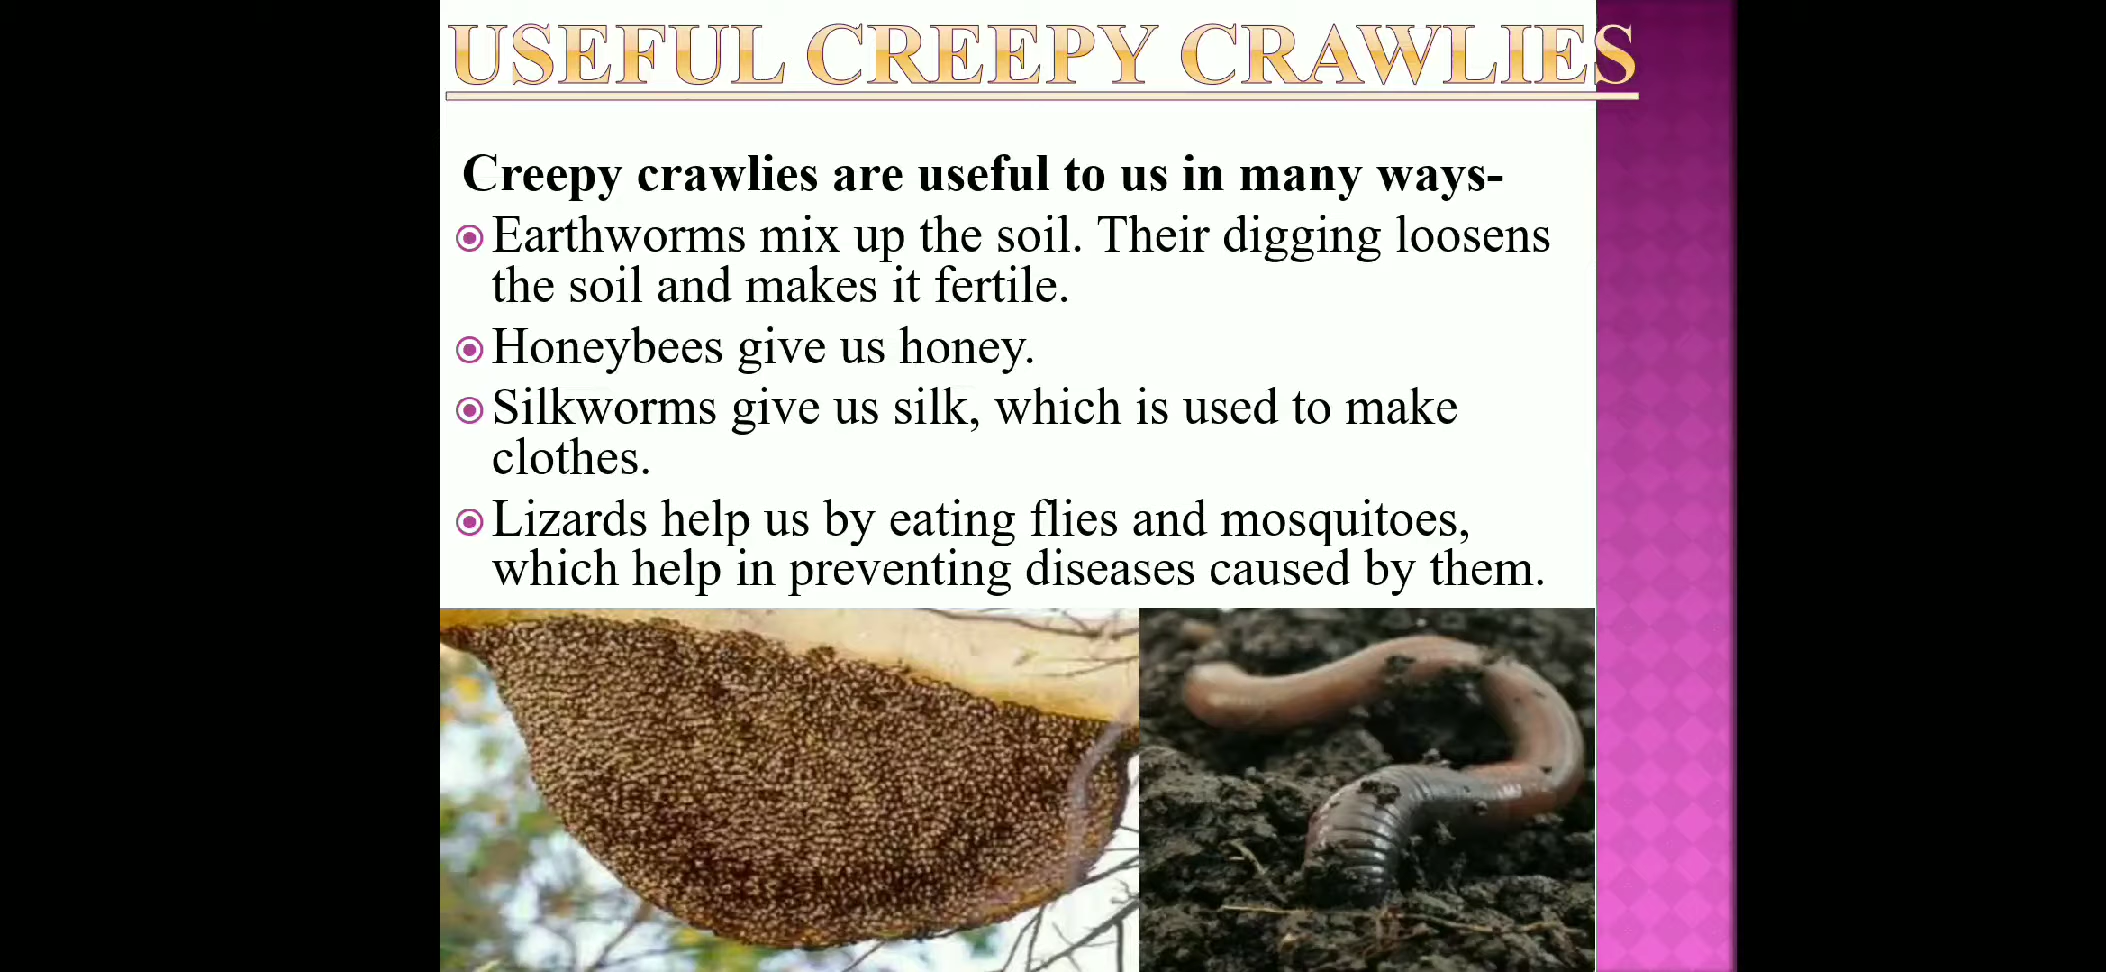 USEFUL CREEPY CRAWLIES
Creepy crawlies are useful to us in many ways-
Earthworms mix up the soil. Their digging loosens
the soil and makes it fertile.
Honeybees give us honey.
Silkworms give us silk, which is used to make
clothes.
Lizards help us by eating flies and mosquitoes,
which help in preventing diseases caused by them.